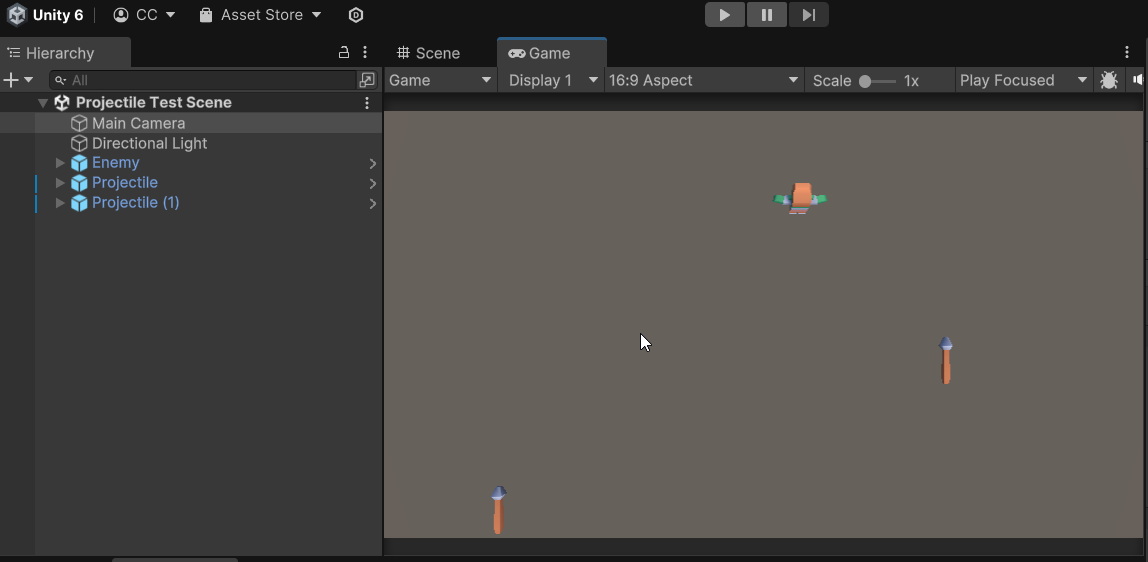 Unity 6 CC Asset Store
Hierarchy
Scene Game
All
Game Display 1 16:9 Aspect Scale 1x Play Focused
Projectile Test Scene
Main Camera
Directional Light
Enemy
Projectile
Projectile (1)